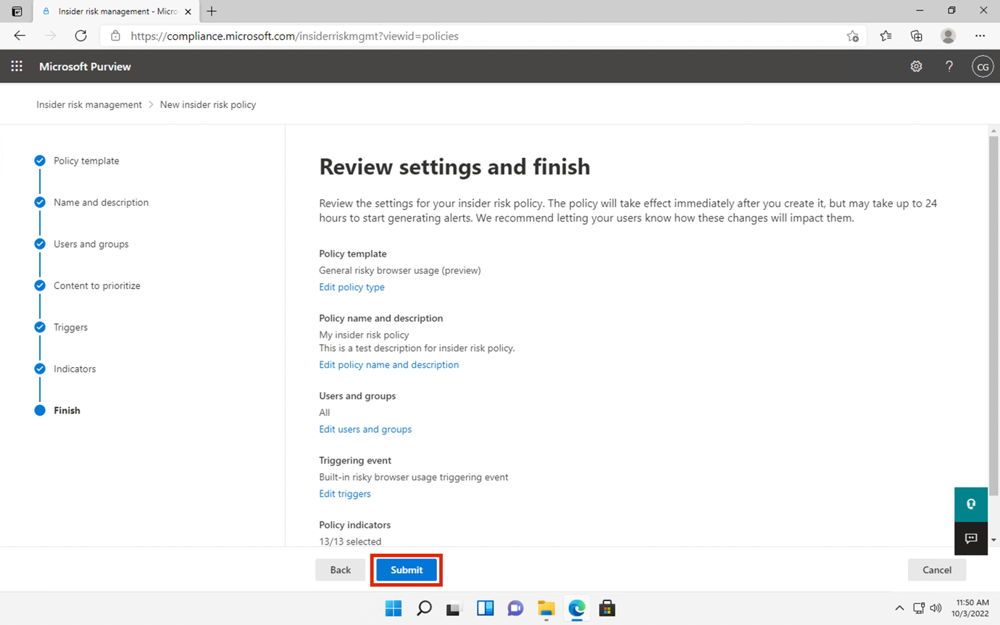 Insider risk management - Micro
https://compliance.microsoft.com/insiderriskmgmt?viewid=policies
Microsoft Purview
?
CG
Insider risk management > New insider risk policy
Policy template
Name and description
Users and groups
Content to prioritize
Triggers
Indicators
Finish
Review settings and finish
Review the settings for your insider risk policy. The policy will take effect immediately after you create it, but may take up to 24
hours to start generating alerts. We recommend letting your users know how these changes will impact them.
Policy template
General risky browser usage (preview)
Edit policy type
Policy name and description
My insider risk policy
This is a test description for insider risk policy.
Edit policy name and description
Users and groups
All
Edit users and groups
Triggering event
Built-in risky browser usage triggering event
Edit triggers
Policy indicators
13/13 selected
Back
Submit
Cancel
11:50 AM
10/3/2022